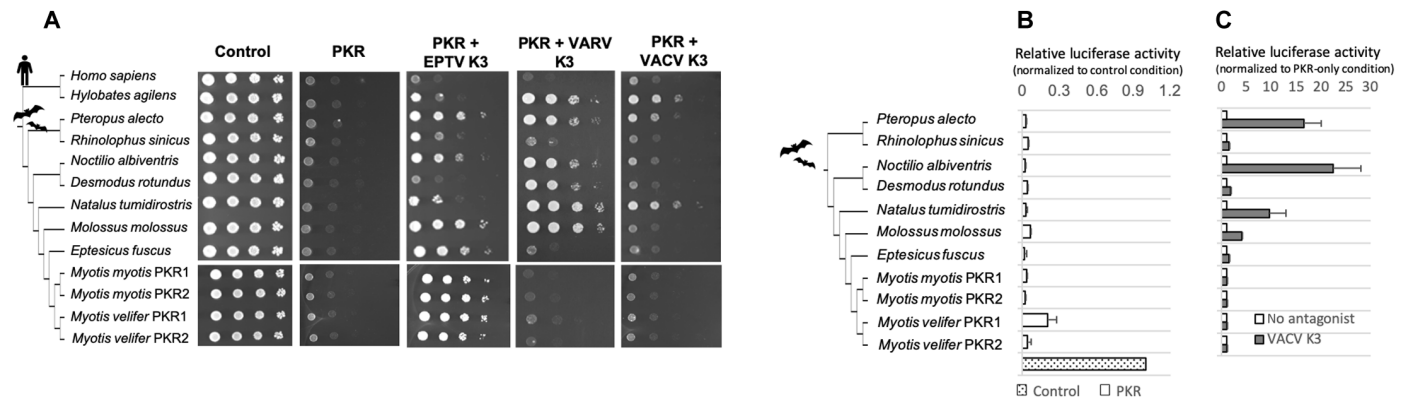 A
Control
PKR
PKR +
EPTV K3
PKR + VARV
K3
PKR +
VACV K3
Homo sapiens
Hylobates agilens
Pteropus alecto
Rhinolophus sinicus
Noctilio albiventris
Desmodus rotundus
Natalus tumidirostris
Molossus molossus
Eptesicus fuscus
Myotis myotis PKR1
Myotis myotis PKR2
Myotis velifer PKR1
Myotis velifer PKR2
B
Relative luciferase activity
(normalized to control condition)
0 0.3 0.6 0.9 1.2
Pteropus alecto
Rhinolophus sinicus
Noctilio albiventris
Desmodus rotundus
Natalus tumidirostris
Molossus molossus
Eptesicus fuscus
Myotis myotis PKR1
Myotis myotis PKR2
Myotis velifer PKR1
Myotis velifer PKR2
Control PKR
C
Relative luciferase activity
(normalized to PKR-only condition)
0 5 10 15 20 25 30
No antagonist
VACV K3